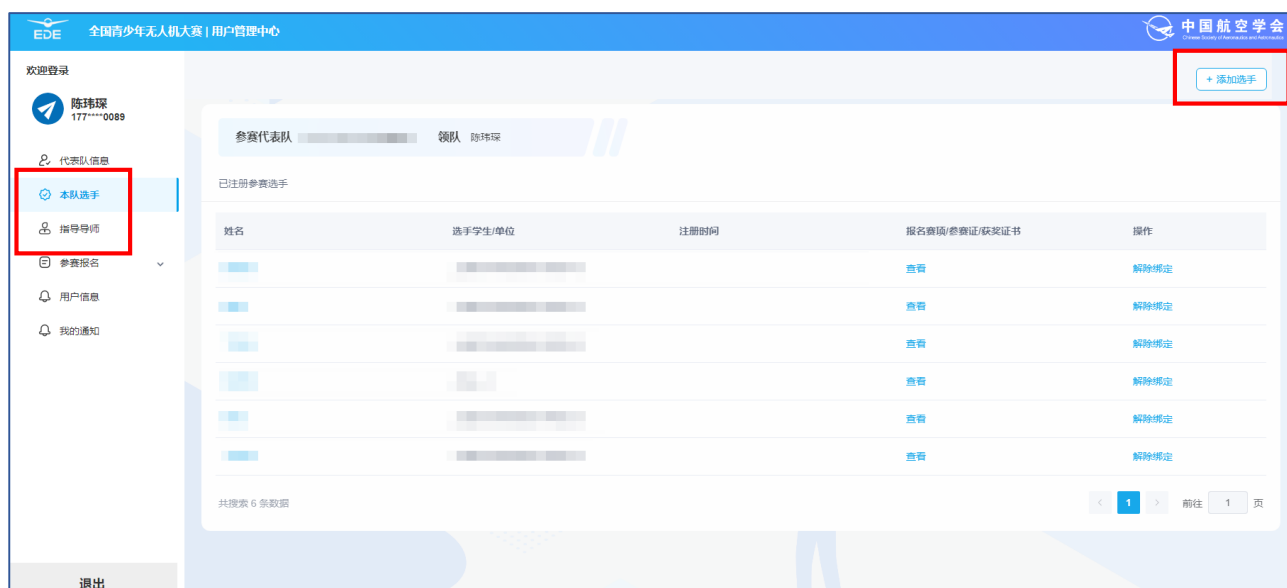 EDE 全国青少年无人机大赛 | 用户管理中心
中国航空学会
Chinese Society of Aeronautics and Astronautics
欢迎登录
+ 添加选手
陈玮琛
177****0089
参赛代表队 领队 陈玮琛
代表队信息
已注册参赛选手
本队选手
指导导师
姓名 选手学生/单位 注册时间 报名赛项/参赛证/获奖证书 操作
参赛报名
查看 解除绑定
用户信息
查看 解除绑定
我的通知
查看 解除绑定
查看 解除绑定
查看 解除绑定
查看 解除绑定
共搜索 6 条数据 < 1 > 前往 1 页
退出